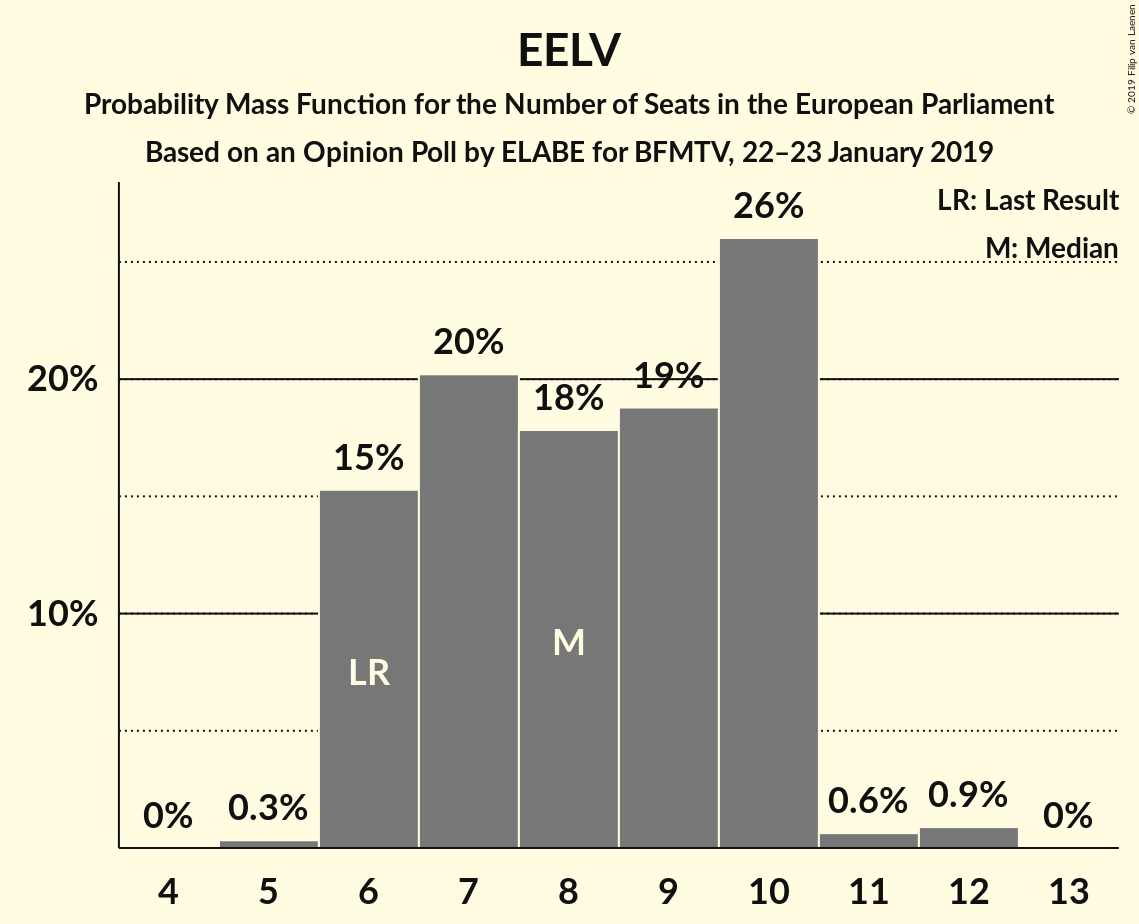 EELV
Probability Mass Function for the Number of Seats in the European Parliament
Based on an Opinion Poll by ELABE for BFMTV, 22–23 January 2019
© 2019 Filip van Laenen
LR: Last Result
M: Median
26%
20%
20%
19%
18%
15%
10%
LR
M
0%
0.3%
0.6%
0.9%
0%
4 5 6 7 8 9 10 11 12 13